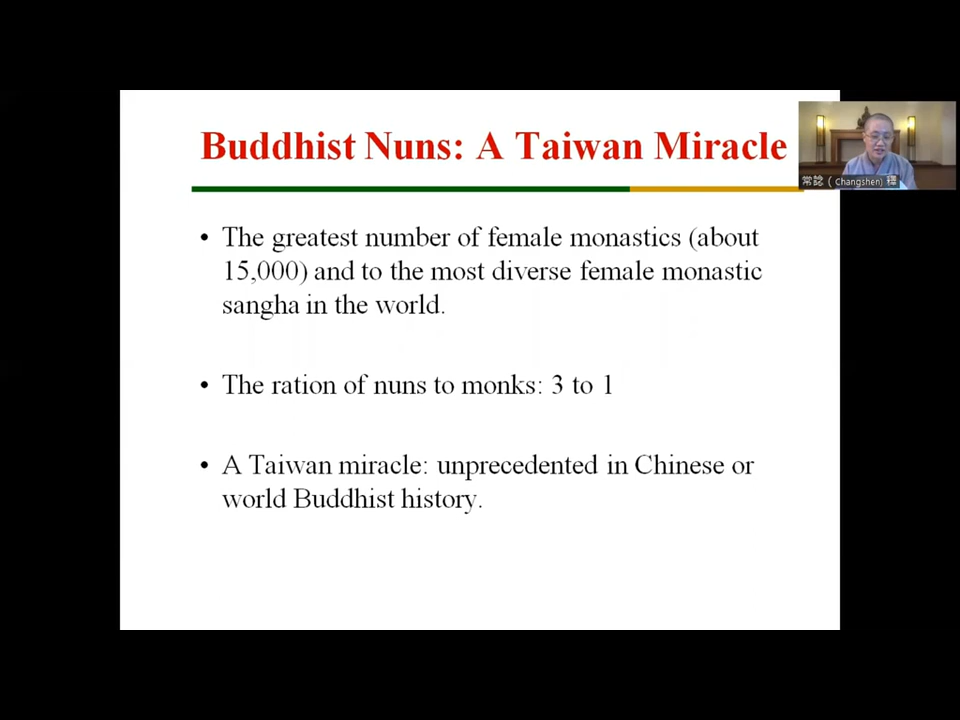 Buddhist Nuns: A Taiwan Miracle
常諗 ( Changshen)
• The greatest number of female monastics (about
15,000) and to the most diverse female monastic
sangha in the world.
• The ration of nuns to monks: 3 to 1
• A Taiwan miracle: unprecedented in Chinese or
world Buddhist history.